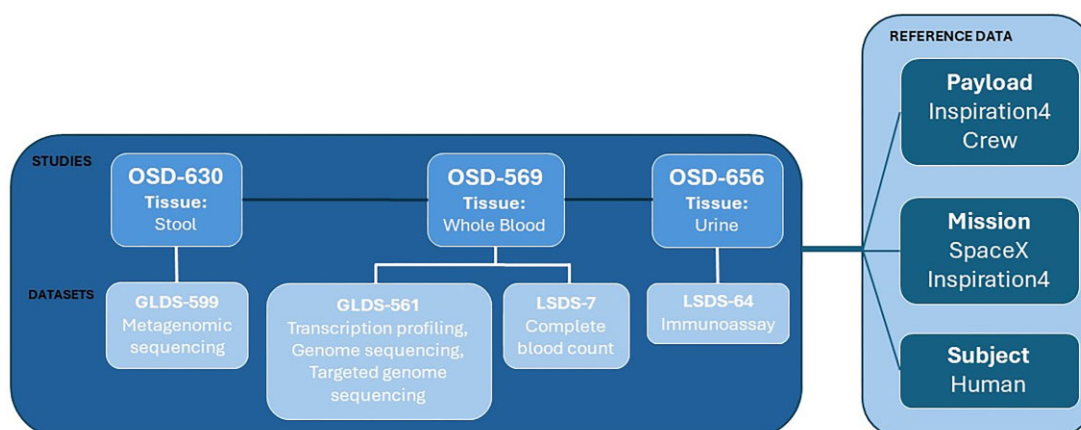 REFERENCE DATA
Payload
Inspiration4
Crew
Mission
SpaceX
Inspiration4
Subject
Human
STUDIES
OSD-630
Tissue:
Stool
OSD-569
Tissue:
Whole Blood
OSD-656
Tissue:
Urine
DATASETS
GLDS-599
Metagenomic
sequencing
GLDS-561
Transcription profiling,
Genome sequencing,
Targeted genome
sequencing
LSDS-7
Complete
blood count
LSDS-64
Immunoassay